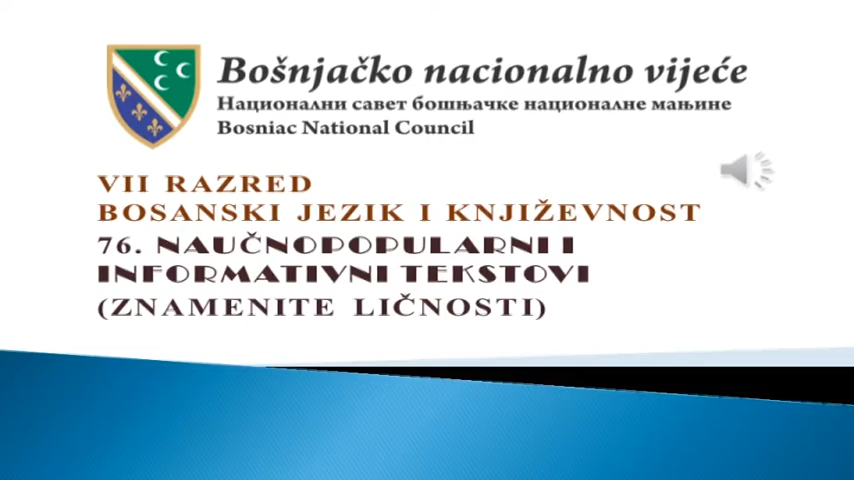 Bošnjačko nacionalno vijeće
Национални савет бошњачке националне мањине
Bosniac National Council
VII RAZRED
BOSANSKI JEZIK I KNJIŽEVNOST
76. NAUČNOPOPULARNI I
INFORMATIVNI TEKSTOVI
(ZNAMENITE LIČNOSTI)